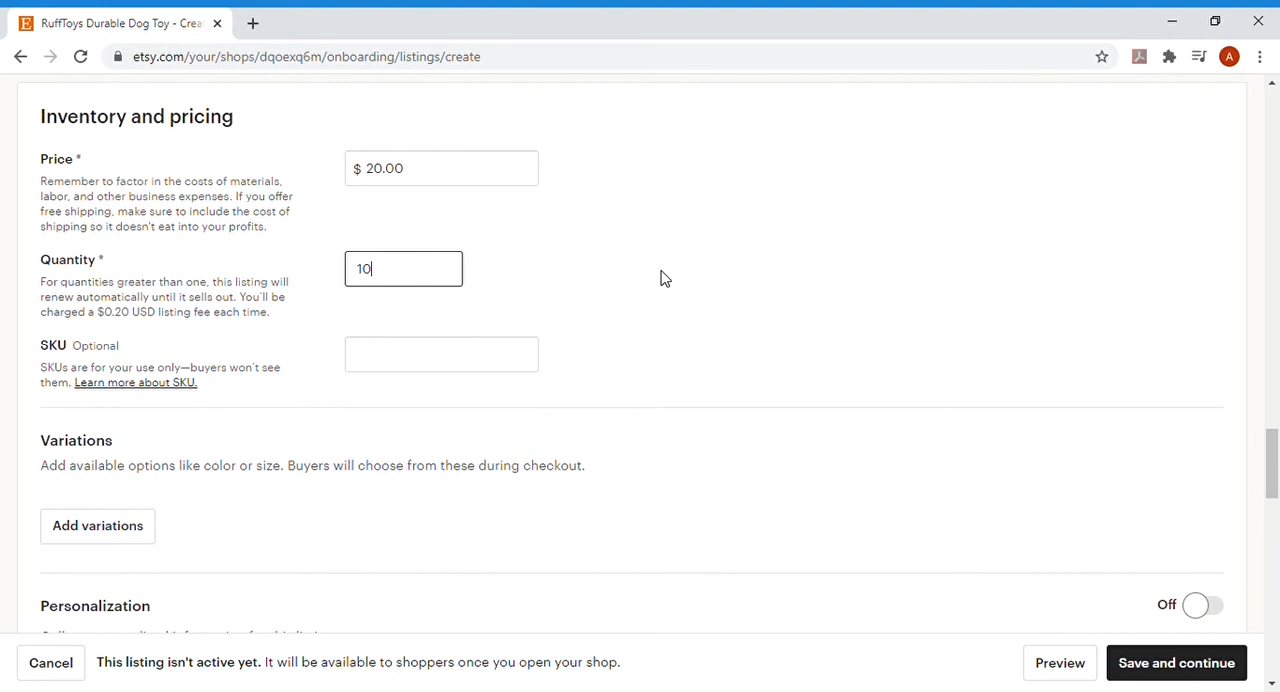 RuffToys Durable Dog Toy - Crea
etsy.com/your/shops/dqoexq6m/onboarding/listings/create
A
Inventory and pricing
Price *
Remember to factor in the costs of materials,
labor, and other business expenses. If you offer
free shipping, make sure to include the cost of
shipping so it doesn't eat into your profits.
$ 20.00
Quantity *
For quantities greater than one, this listing will
renew automatically until it sells out. You'll be
charged a $0.20 USD listing fee each time.
10
SKU Optional
SKUs are for your use only—buyers won't see
them. Learn more about SKU.
Variations
Add available options like color or size. Buyers will choose from these during checkout.
Add variations
Personalization
Off
Cancel
This listing isn't active yet. It will be available to shoppers once you open your shop.
Preview
Save and continue